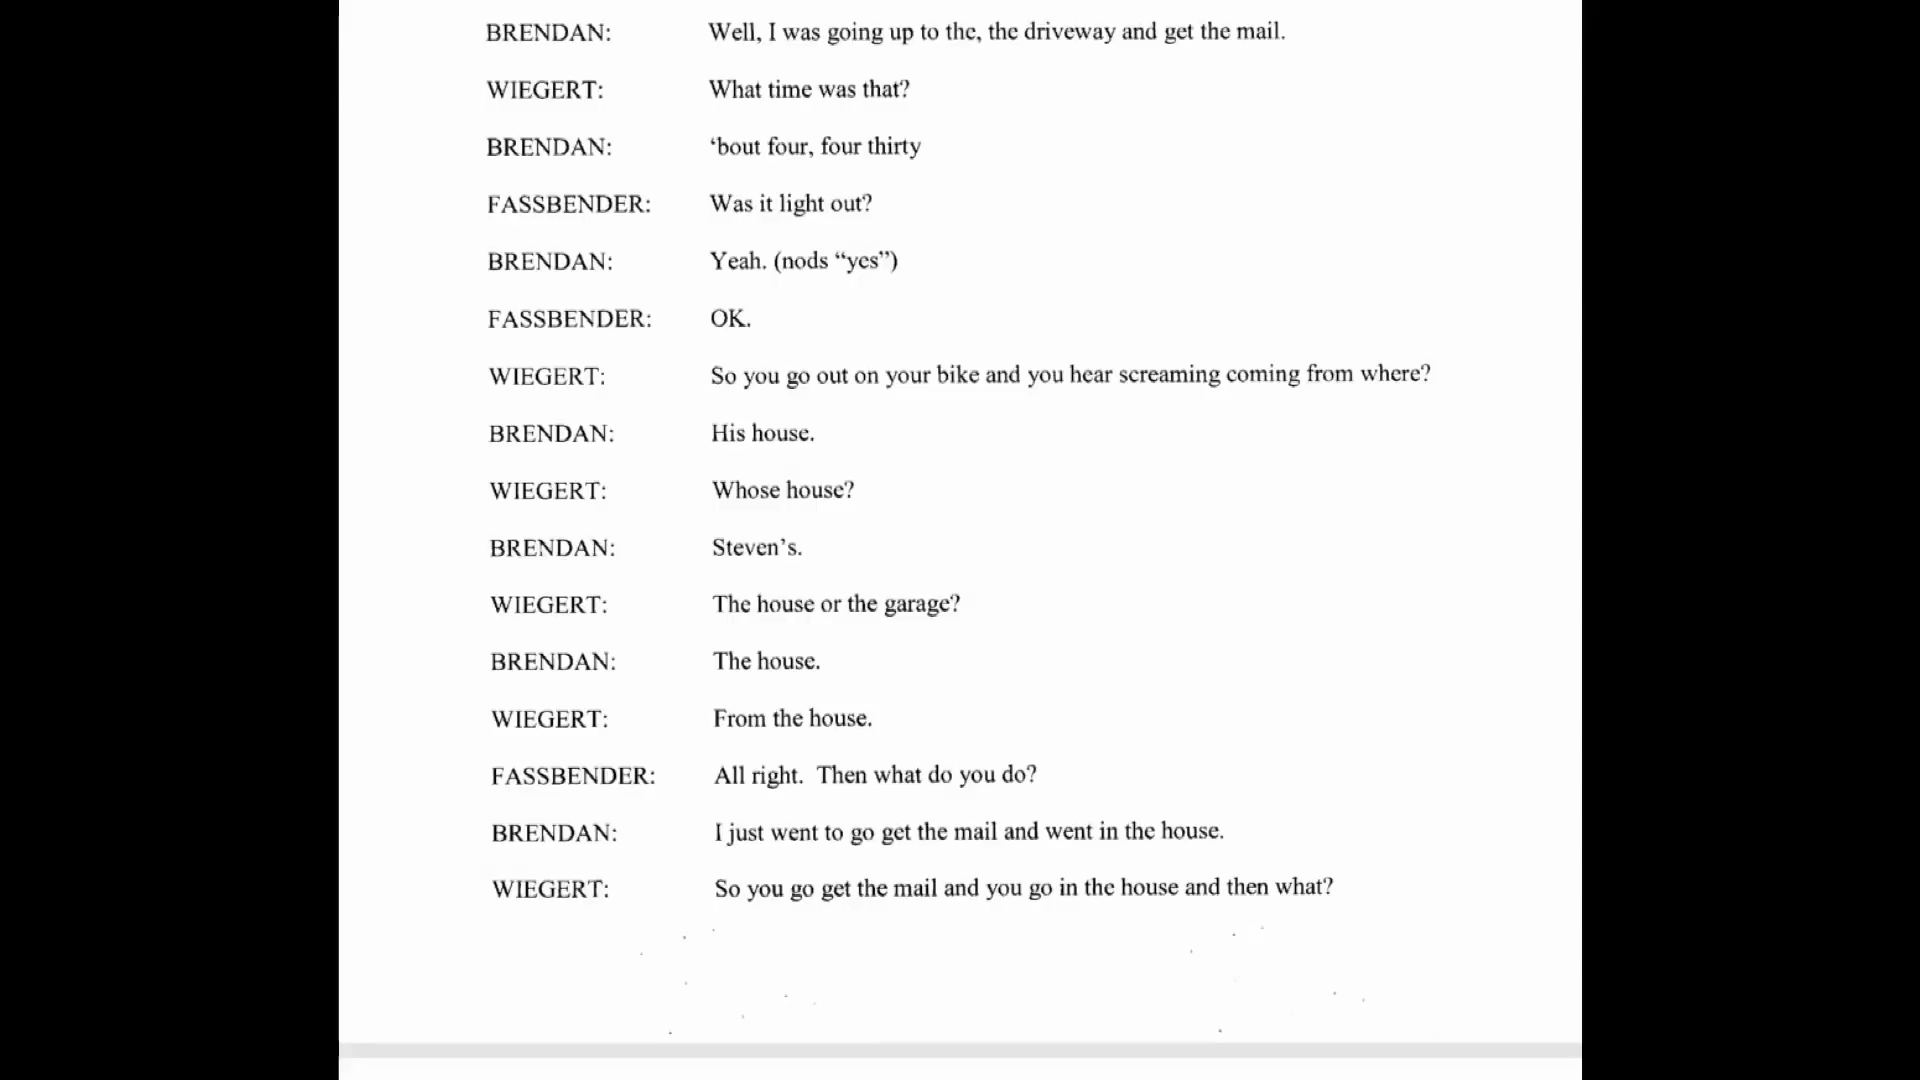 BRENDAN: Well, I was going up to the, the driveway and get the mail.
WIEGERT: What time was that?
BRENDAN: ‘bout four, four thirty
FASSBENDER: Was it light out?
BRENDAN: Yeah. (nods “yes”)
FASSBENDER: OK.
WIEGERT: So you go out on your bike and you hear screaming coming from where?
BRENDAN: His house.
WIEGERT: Whose house?
BRENDAN: Steven’s.
WIEGERT: The house or the garage?
BRENDAN: The house.
WIEGERT: From the house.
FASSBENDER: All right. Then what do you do?
BRENDAN: I just went to go get the mail and went in the house.
WIEGERT: So you go get the mail and you go in the house and then what?